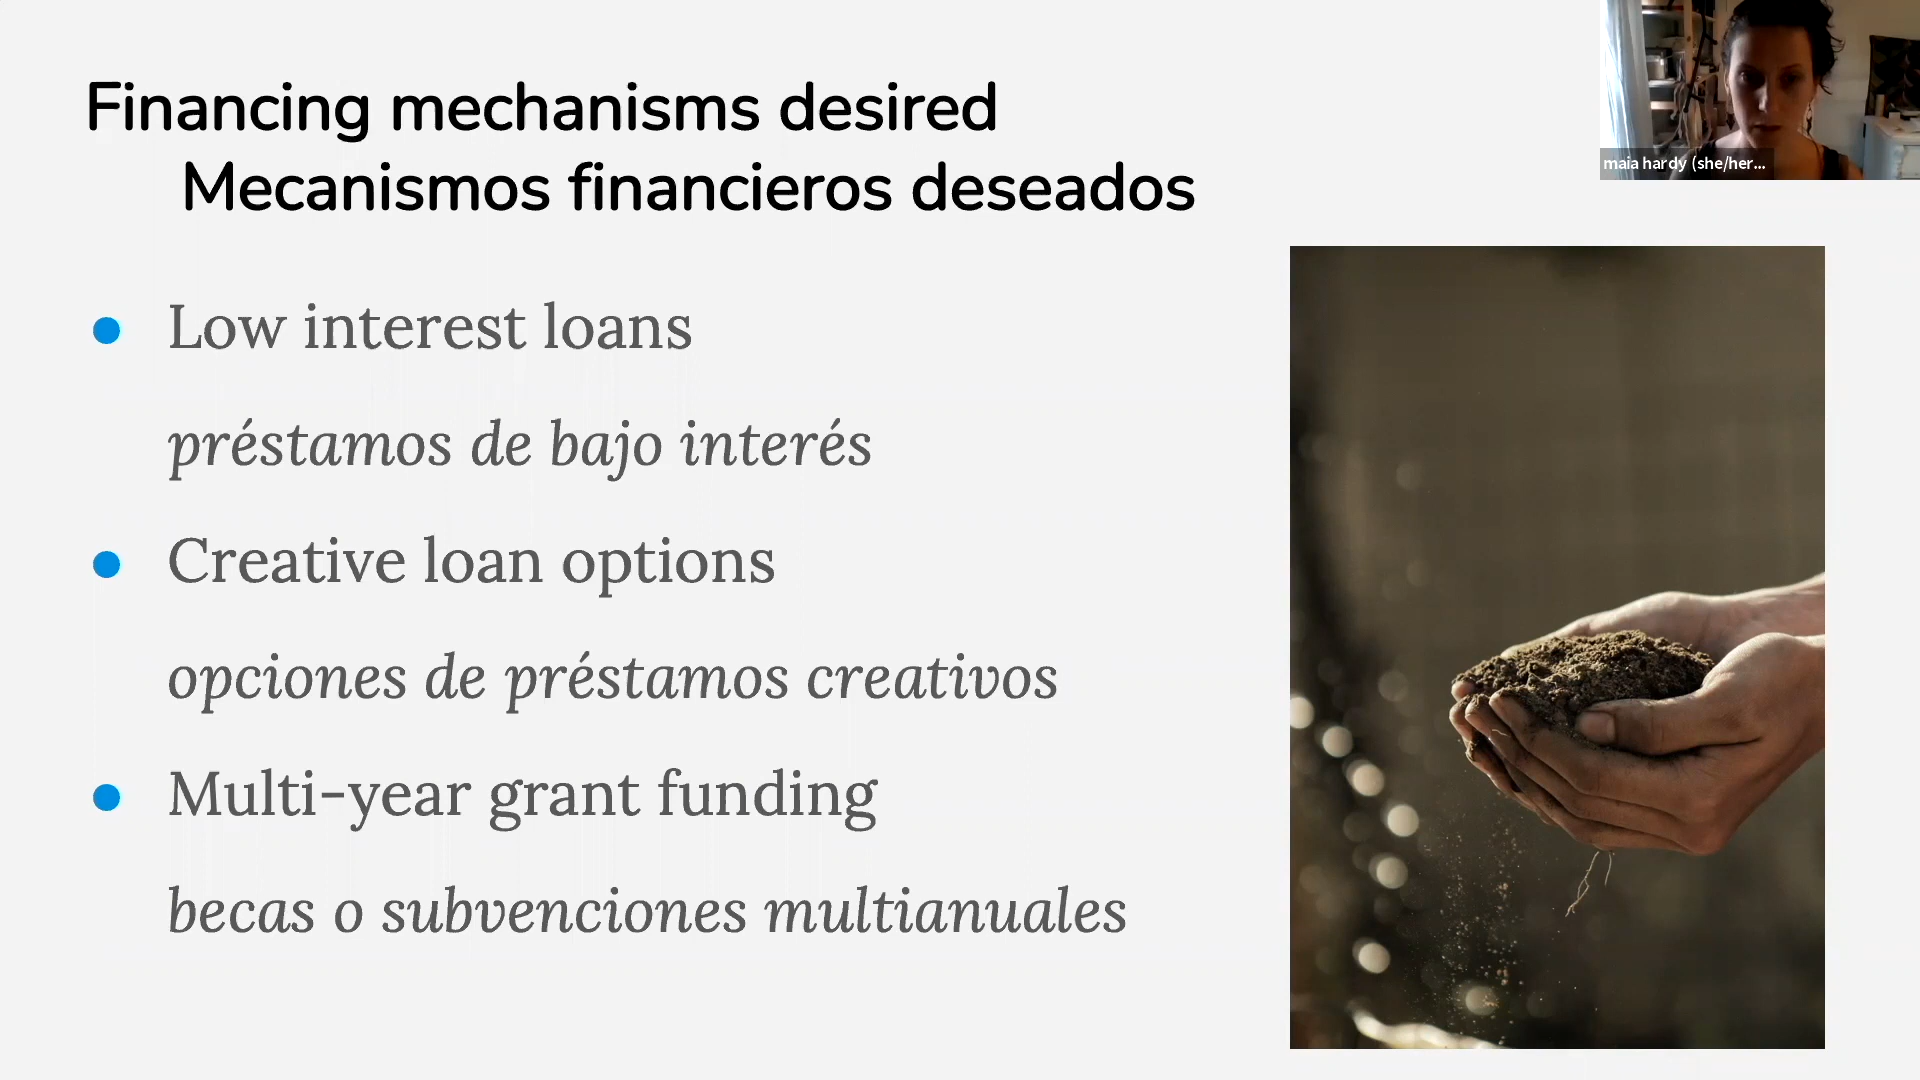 Financing mechanisms desired
Mecanismos financieros deseados
maia hardy (she/her...
● Low interest loans
préstamos de bajo interés
● Creative loan options
opciones de préstamos creativos
● Multi-year grant funding
becas o subvenciones multianuales